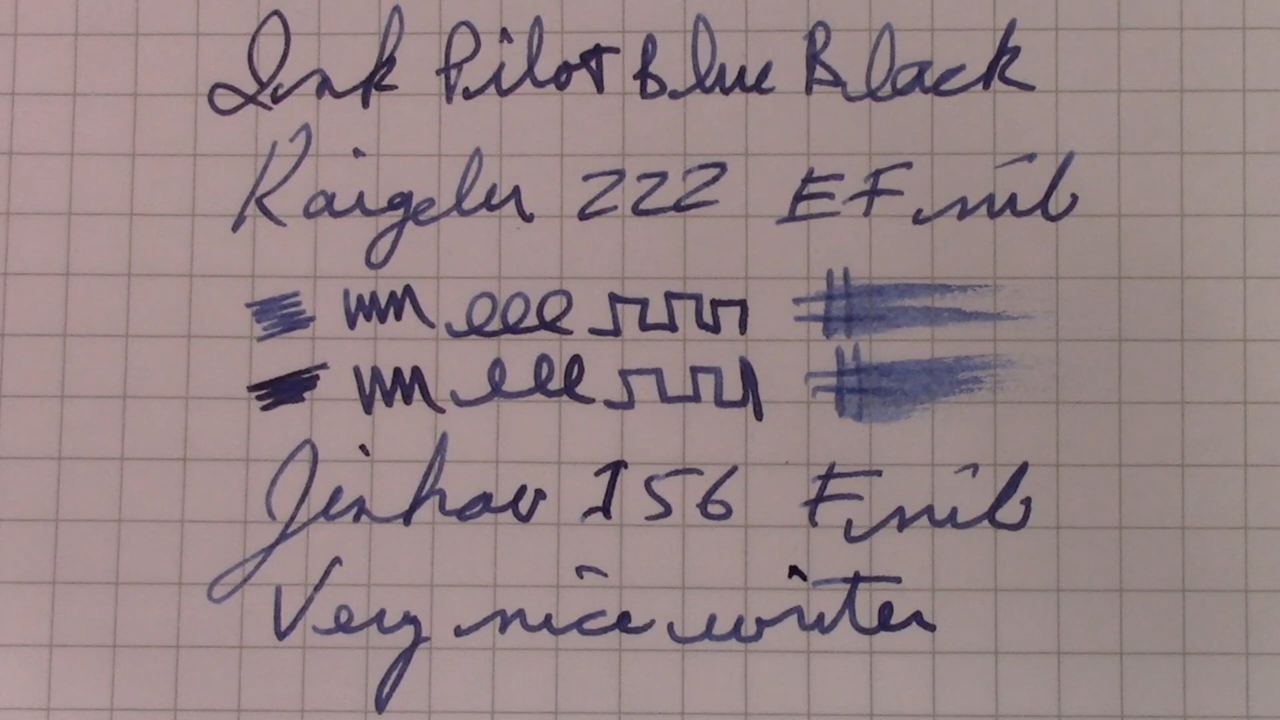 Ink Pilot Blue Black
Kaigelu 222 EF nib
Jinhao 156 F nib
Very nice writer